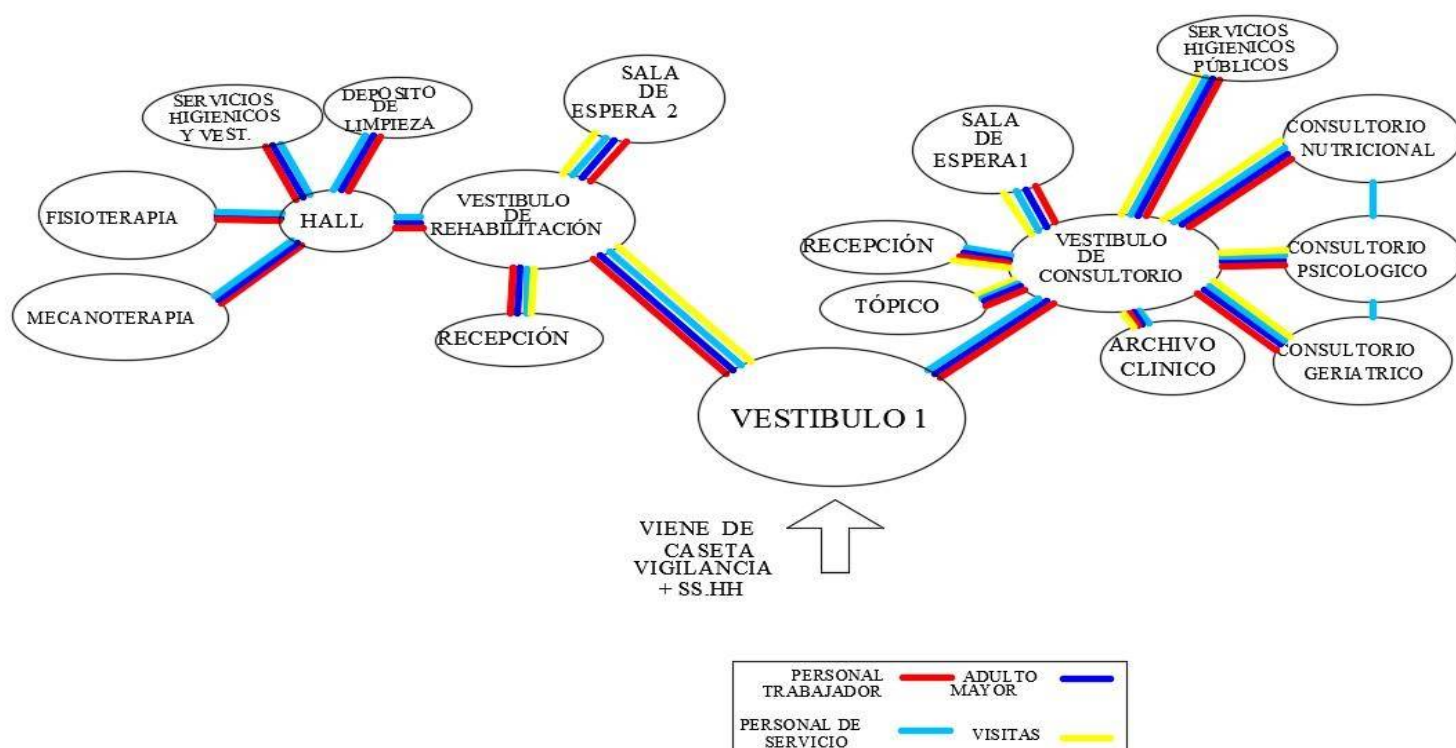 SERVICIOS
HIGIENICOS
PÚBLICOS
SALA
DE
ESPERA 2
SERVICIOS
HIGIENICOS
Y VEST.
DEPOSITO
DE
LIMPIEZA
SALA
DE
ESPERA1
CONSULTORIO
NUTRICIONAL
FISIOTERAPIA
HALL
VESTIBULO
DE
REHABILITACIÓN
RECEPCIÓN
VESTIBULO
DE
CONSULTORIO
CONSULTORIO
PSICOLOGICO
MECANOTERAPIA
RECEPCIÓN
TÓPICO
ARCHIVO
CLINICO
CONSULTORIO
GERIATRICO
VESTIBULO 1
VIENE DE
CASETA
VIGILANCIA
+ SS.HH
PERSONAL
TRABAJADOR
ADULTO
MAYOR
PERSONAL DE
SERVICIO
VISITAS